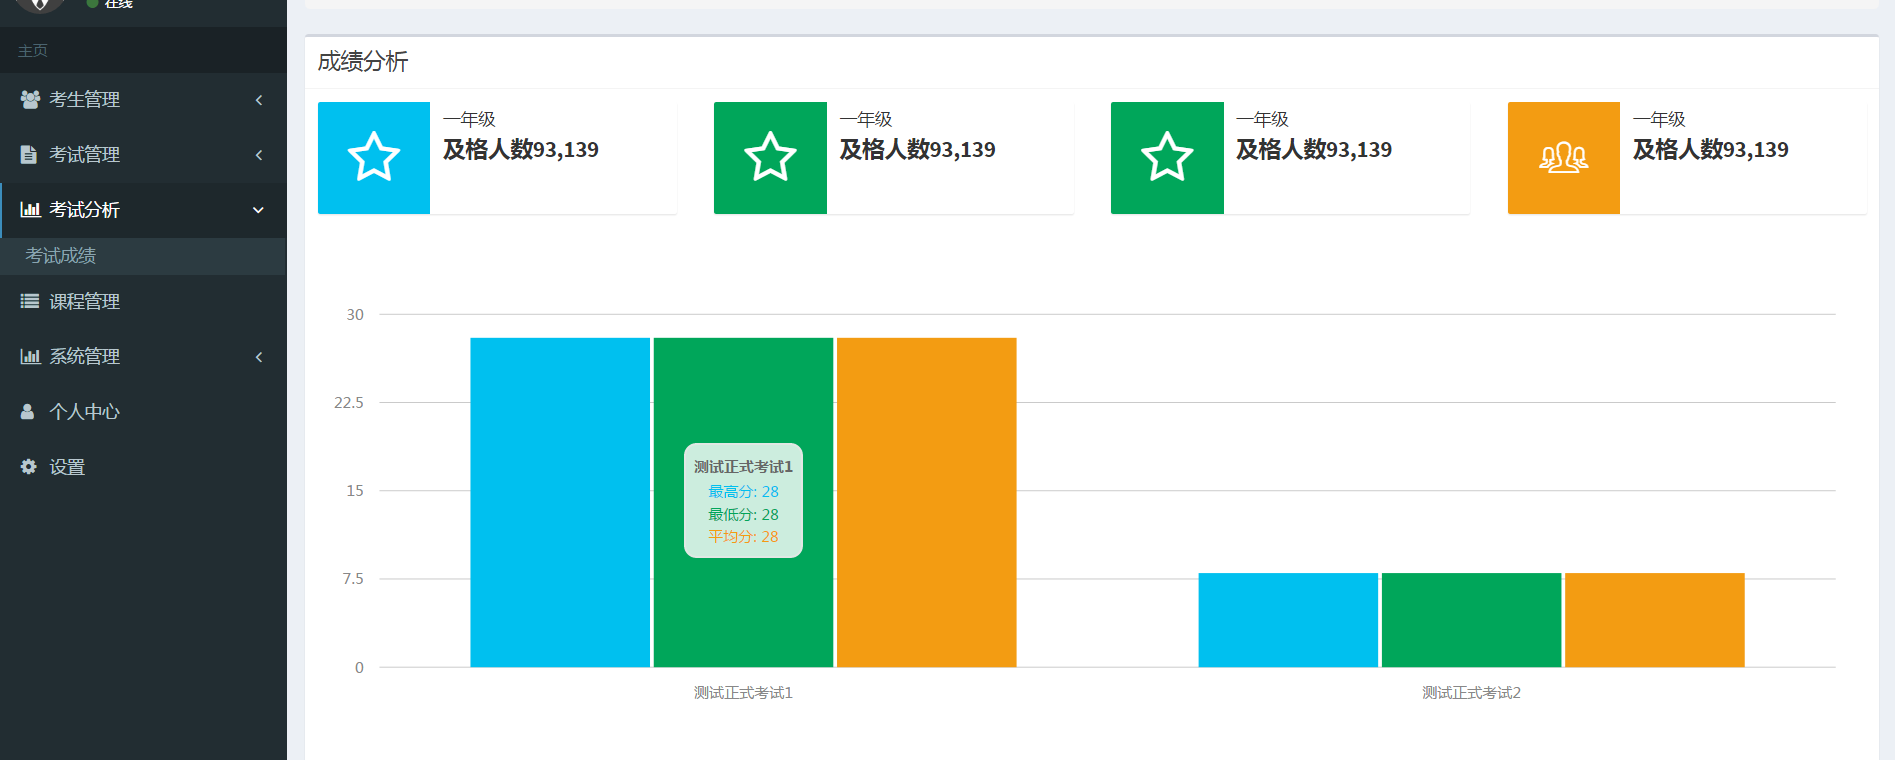 在线
主页
考生管理
考试管理
考试分析
考试成绩
课程管理
系统管理
个人中心
设置
成绩分析
一年级
及格人数93,139
一年级
及格人数93,139
一年级
及格人数93,139
一年级
及格人数93,139
30
22.5
15
7.5
0
测试正式考试1
最高分: 28
最低分: 28
平均分: 28
测试正式考试1
测试正式考试2